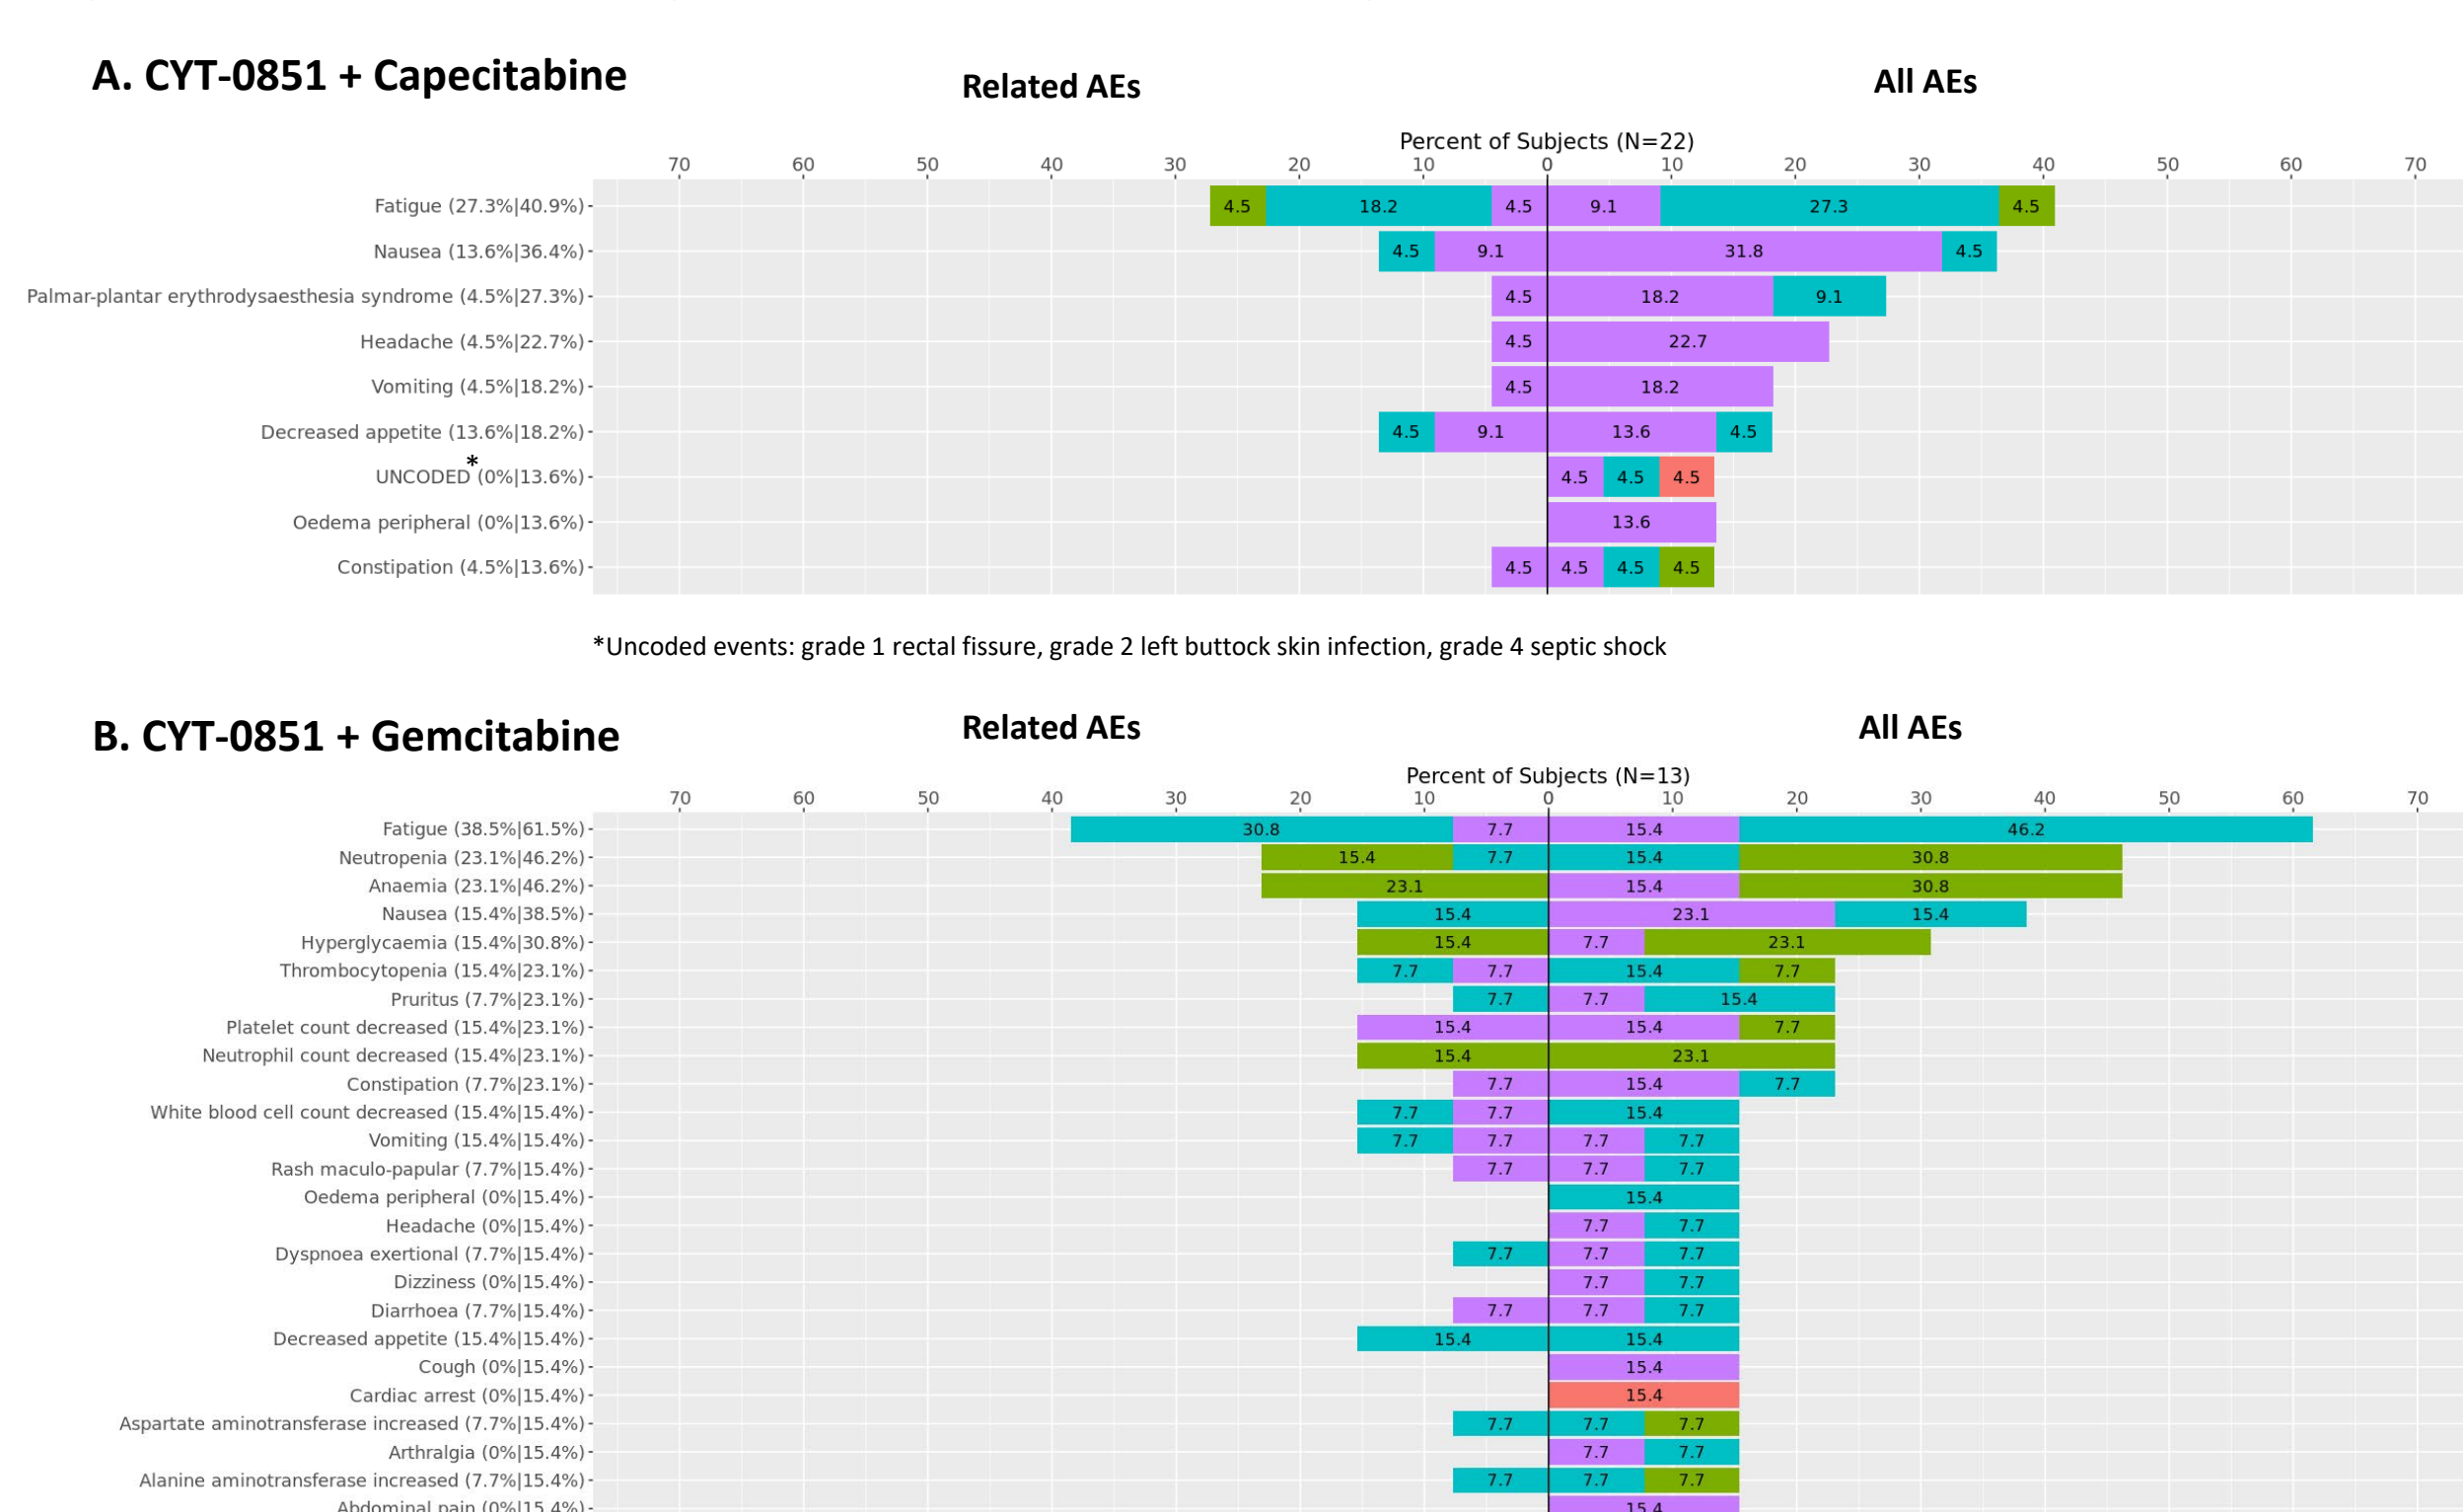 A. CYT-0851 + Capecitabine
Related AEs
All AEs
Percent of Subjects (N=22)
70 60 50 40 30 20 10 0 10 20 30 40 50 60 70
Fatigue (27.3%|40.9%) 4.5 18.2 4.5 9.1 27.3 4.5
Nausea (13.6%|36.4%) 4.5 9.1 31.8 4.5
Palmar-plantar erythrodysaesthesia syndrome (4.5%|27.3%) 4.5 18.2 9.1
Headache (4.5%|22.7%) 4.5 22.7
Vomiting (4.5%|18.2%) 4.5 18.2
Decreased appetite (13.6%|18.2%) 4.5 9.1 13.6 4.5
UNCODED* (0%|13.6%) 4.5 4.5 4.5
Oedema peripheral (0%|13.6%) 13.6
Constipation (4.5%|13.6%) 4.5 4.5 4.5 4.5
*Uncoded events: grade 1 rectal fissure, grade 2 left buttock skin infection, grade 4 septic shock
B. CYT-0851 + Gemcitabine
Related AEs
All AEs
Percent of Subjects (N=13)
70 60 50 40 30 20 10 0 10 20 30 40 50 60 70
Fatigue (38.5%|61.5%) 30.8 7.7 15.4 46.2
Neutropenia (23.1%|46.2%) 15.4 7.7 15.4 30.8
Anaemia (23.1%|46.2%) 23.1 15.4 30.8
Nausea (15.4%|38.5%) 15.4 23.1 15.4
Hyperglycaemia (15.4%|30.8%) 15.4 7.7 23.1
Thrombocytopenia (15.4%|23.1%) 7.7 7.7 15.4 7.7
Pruritus (7.7%|23.1%) 7.7 7.7 15.4
Platelet count decreased (15.4%|23.1%) 15.4 15.4 7.7
Neutrophil count decreased (15.4%|23.1%) 15.4 23.1
Constipation (7.7%|23.1%) 7.7 15.4 7.7
White blood cell count decreased (15.4%|15.4%) 7.7 7.7 15.4
Vomiting (15.4%|15.4%) 7.7 7.7 7.7 7.7
Rash maculo-papular (7.7%|15.4%) 7.7 7.7 7.7
Oedema peripheral (0%|15.4%) 15.4
Headache (0%|15.4%) 7.7 7.7
Dyspnoea exertional (7.7%|15.4%) 7.7 7.7 7.7
Dizziness (0%|15.4%) 7.7 7.7
Diarrhoea (7.7%|15.4%) 7.7 7.7 7.7
Decreased appetite (15.4%|15.4%) 15.4 15.4
Cough (0%|15.4%) 15.4
Cardiac arrest (0%|15.4%) 15.4
Aspartate aminotransferase increased (7.7%|15.4%) 7.7 7.7 7.7
Arthralgia (0%|15.4%) 7.7 7.7
Alanine aminotransferase increased (7.7%|15.4%) 7.7 7.7 7.7
Abdominal pain (0%|15.4%) 15.4